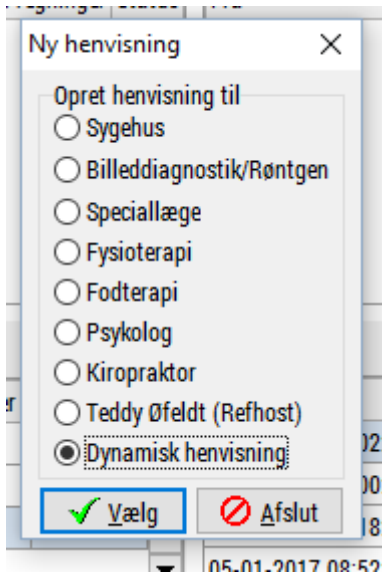 Ny henvisning
Opret henvisning til
Sygehus
Billeddiagnostik/Røntgen
Speciallæge
Fysioterapi
Fodterapi
Psykolog
Kiropraktor
Teddy Øfeldt (Refhost)
Dynamisk henvisning
Vælg Afslut
05-01-2017 08:52